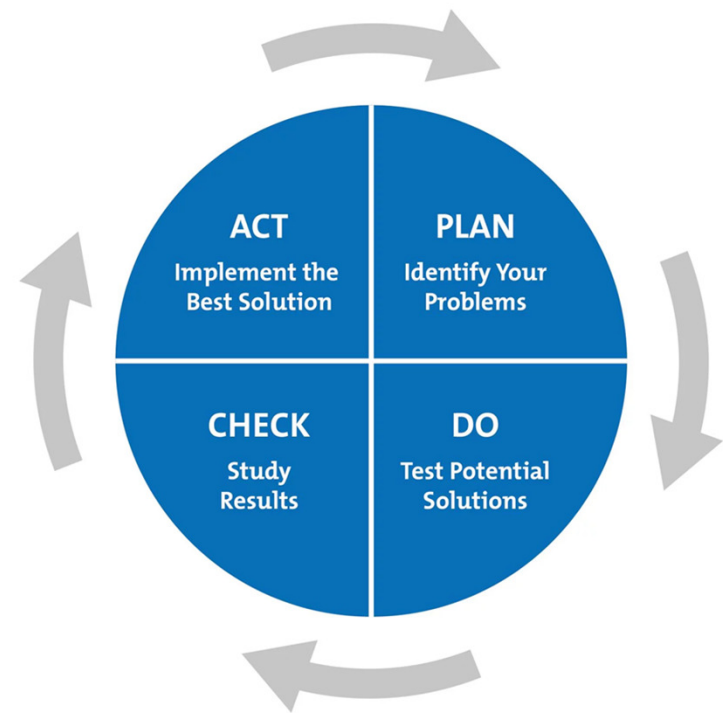 ACT
Implement the
Best Solution
PLAN
Identify Your
Problems
CHECK
Study
Results
DO
Test Potential
Solutions